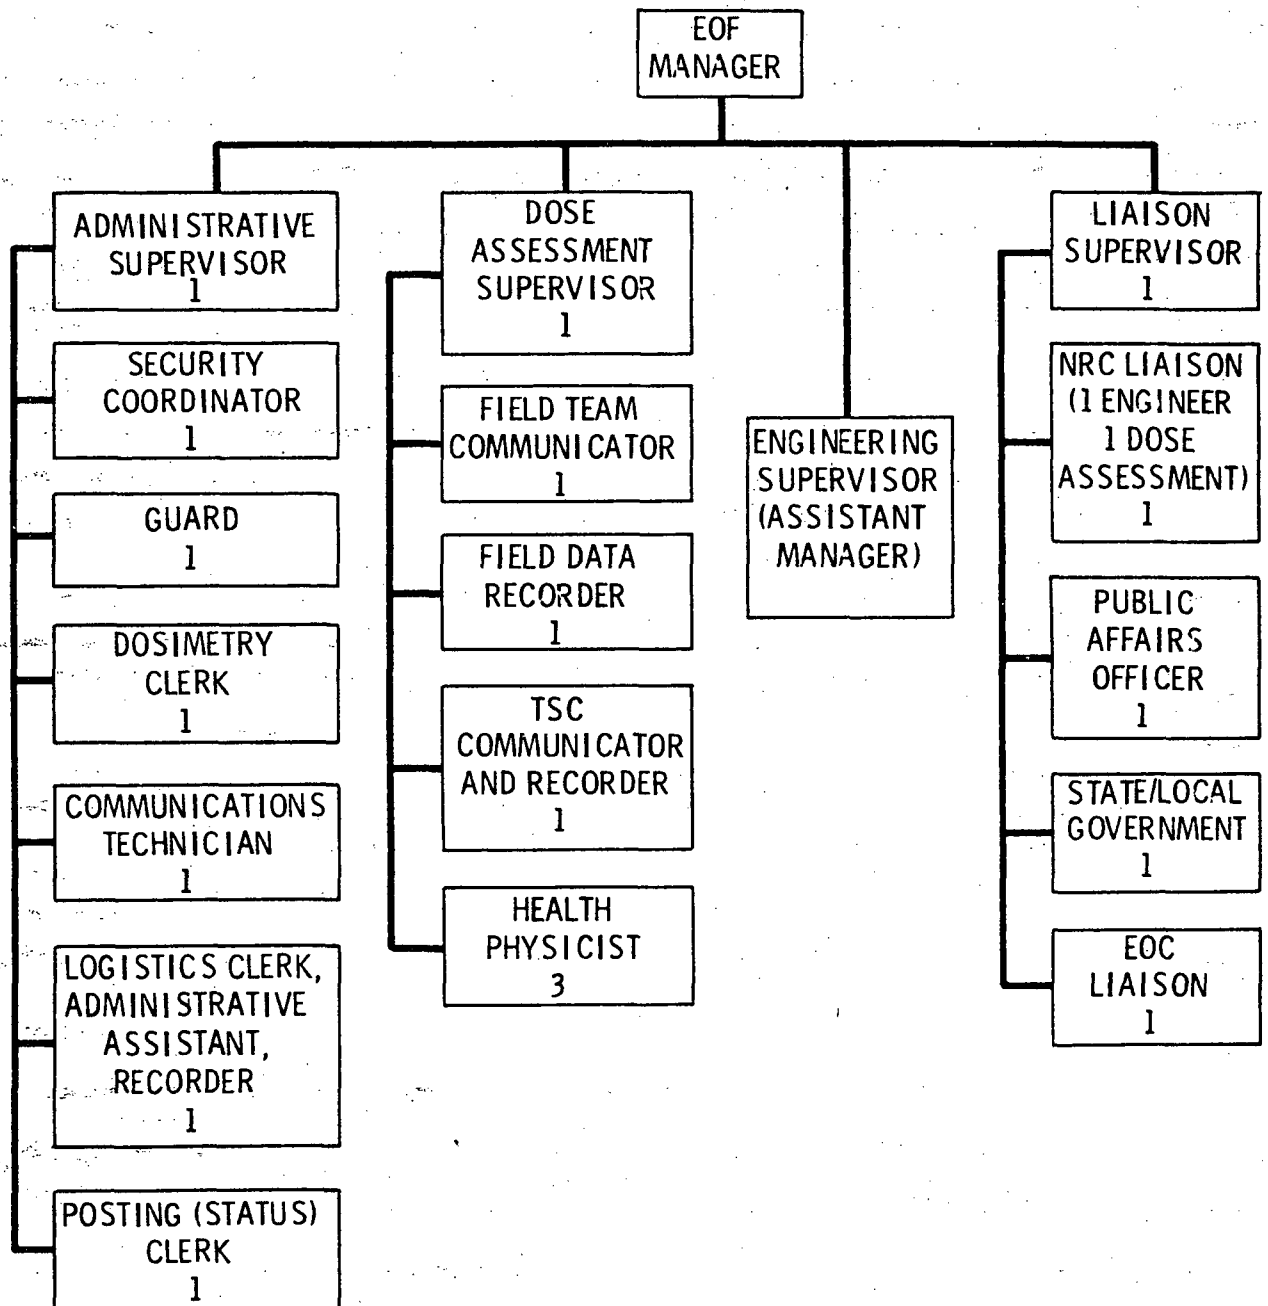 EOF
MANAGER
ADMINISTRATIVE
SUPERVISOR
1
SECURITY
COORDINATOR
1
GUARD
1
DOSIMETRY
CLERK
1
COMMUNICATIONS
TECHNICIAN
1
LOGISTICS CLERK,
ADMINISTRATIVE
ASSISTANT,
RECORDER
1
POSTING (STATUS)
CLERK
1
DOSE
ASSESSMENT
SUPERVISOR
1
FIELD TEAM
COMMUNICATOR
1
FIELD DATA
RECORDER
1
TSC
COMMUNICATOR
AND RECORDER
1
HEALTH
PHYSICIST
3
ENGINEERING
SUPERVISOR
(ASSISTANT
MANAGER)
LIAISON
SUPERVISOR
1
NRC LIAISON
(1 ENGINEER
1 DOSE
ASSESSMENT)
1
PUBLIC
AFFAIRS
OFFICER
1
STATE/LOCAL
GOVERNMENT
1
EOC
LIAISON
1